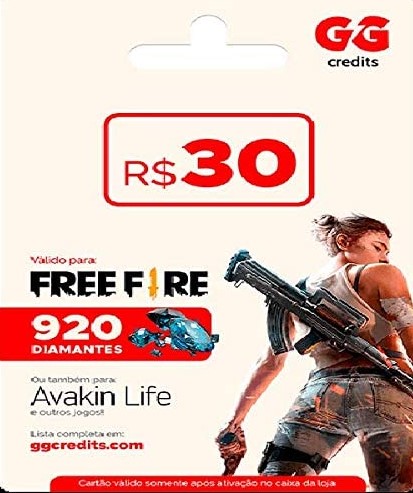 GG
credits
R$30
Válido para:
FREE FIRE
920
DIAMANTES
Ou também para:
Avakin Life
e outros jogos!
Lista completa em:
ggcredits.com
Cartão válido somente após ativação no caixa da loja